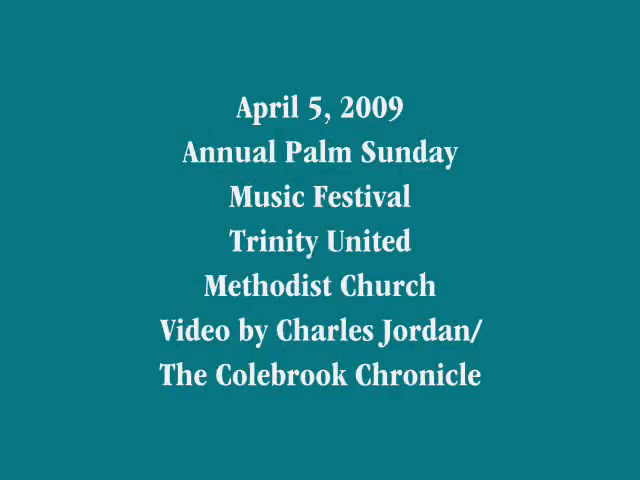 April 5, 2009
Annual Palm Sunday
Music Festival
Trinity United
Methodist Church
Video by Charles Jordan/
The Colebrook Chronicle